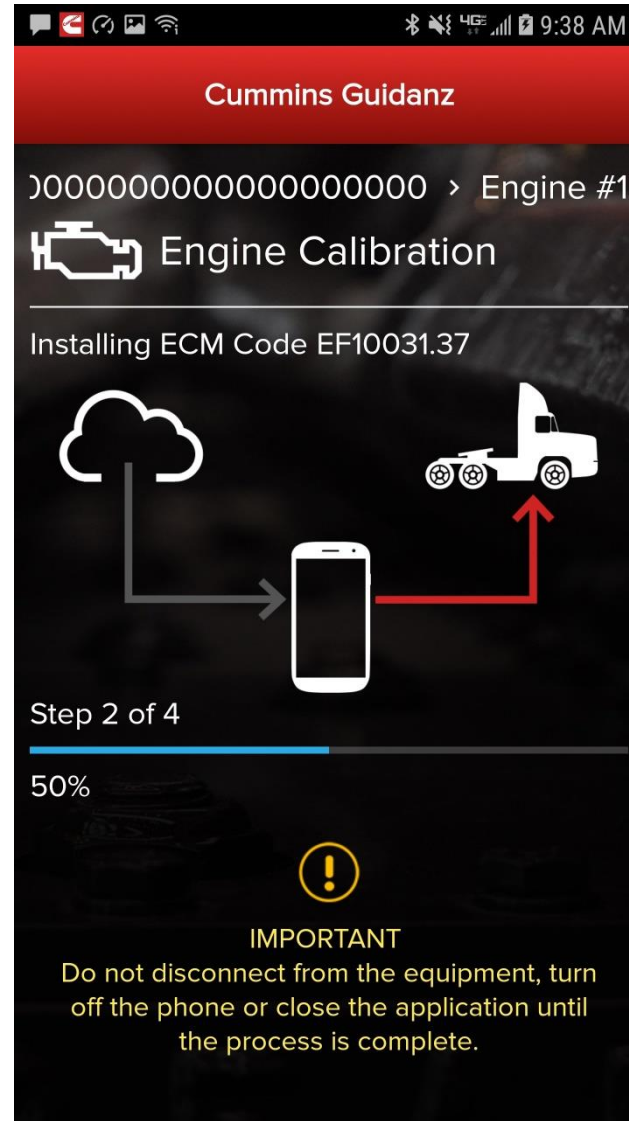 4GE 9:38 AM
Cummins Guidanz
000000000000000000000 > Engine #1
Engine Calibration
Installing ECM Code EF10031.37
Step 2 of 4
50%
IMPORTANT
Do not disconnect from the equipment, turn
off the phone or close the application until
the process is complete.